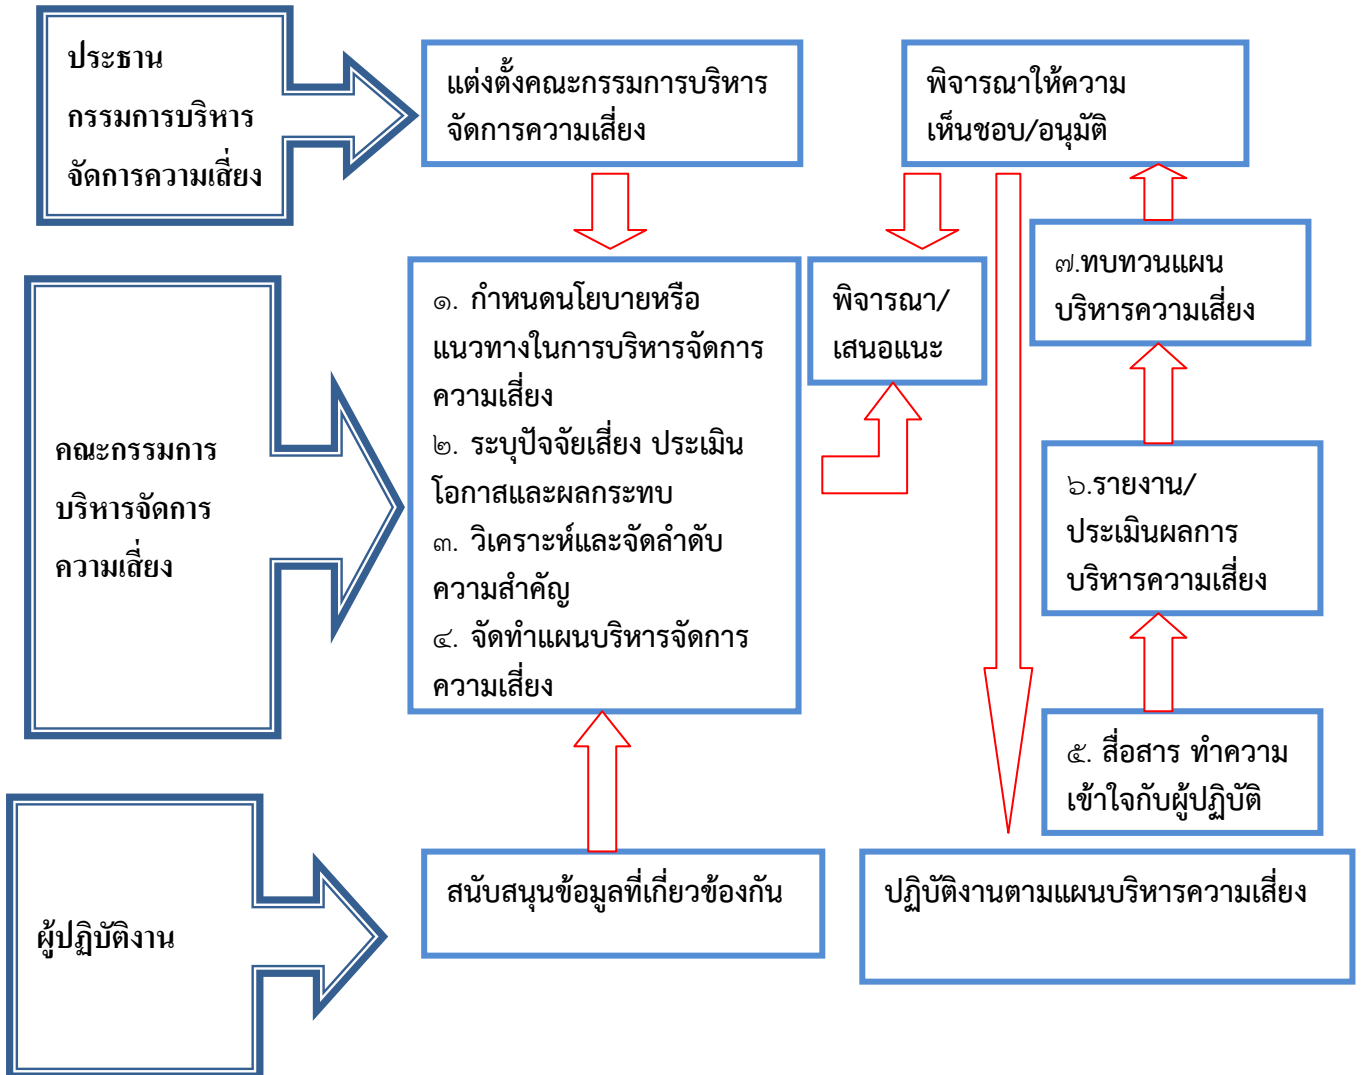 ประธาน
กรรมการบริหาร
จัดการความเสี่ยง
แต่งตั้งคณะกรรมการบริหาร
จัดการความเสี่ยง
พิจารณาให้ความ
เห็นชอบ/อนุมัติ
คณะกรรมการ
บริหารจัดการ
ความเสี่ยง
๑. กำหนดนโยบายหรือ
แนวทางในการบริหารจัดการ
ความเสี่ยง
๒. ระบุปัจจัยเสี่ยง ประเมิน
โอกาสและผลกระทบ
๓. วิเคราะห์และจัดลำดับ
ความสำคัญ
๔. จัดทำแผนบริหารจัดการ
ความเสี่ยง
พิจารณา/
เสนอแนะ
๗.ทบทวนแผน
บริหารความเสี่ยง
๖.รายงาน/
ประเมินผลการ
บริหารความเสี่ยง
๕. สื่อสาร ทำความ
เข้าใจกับผู้ปฏิบัติ
ผู้ปฏิบัติงาน
สนับสนุนข้อมูลที่เกี่ยวข้องกัน
ปฏิบัติงานตามแผนบริหารความเสี่ยง